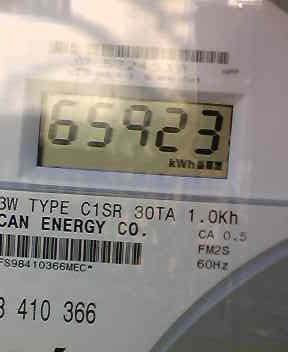 65923
kWh
3W TYPE C1SR 30TA 1.0Kh
CAN ENERGY CO.
CA 0.5
FM2S
60Hz
FS98410366MEC*
3 410 366